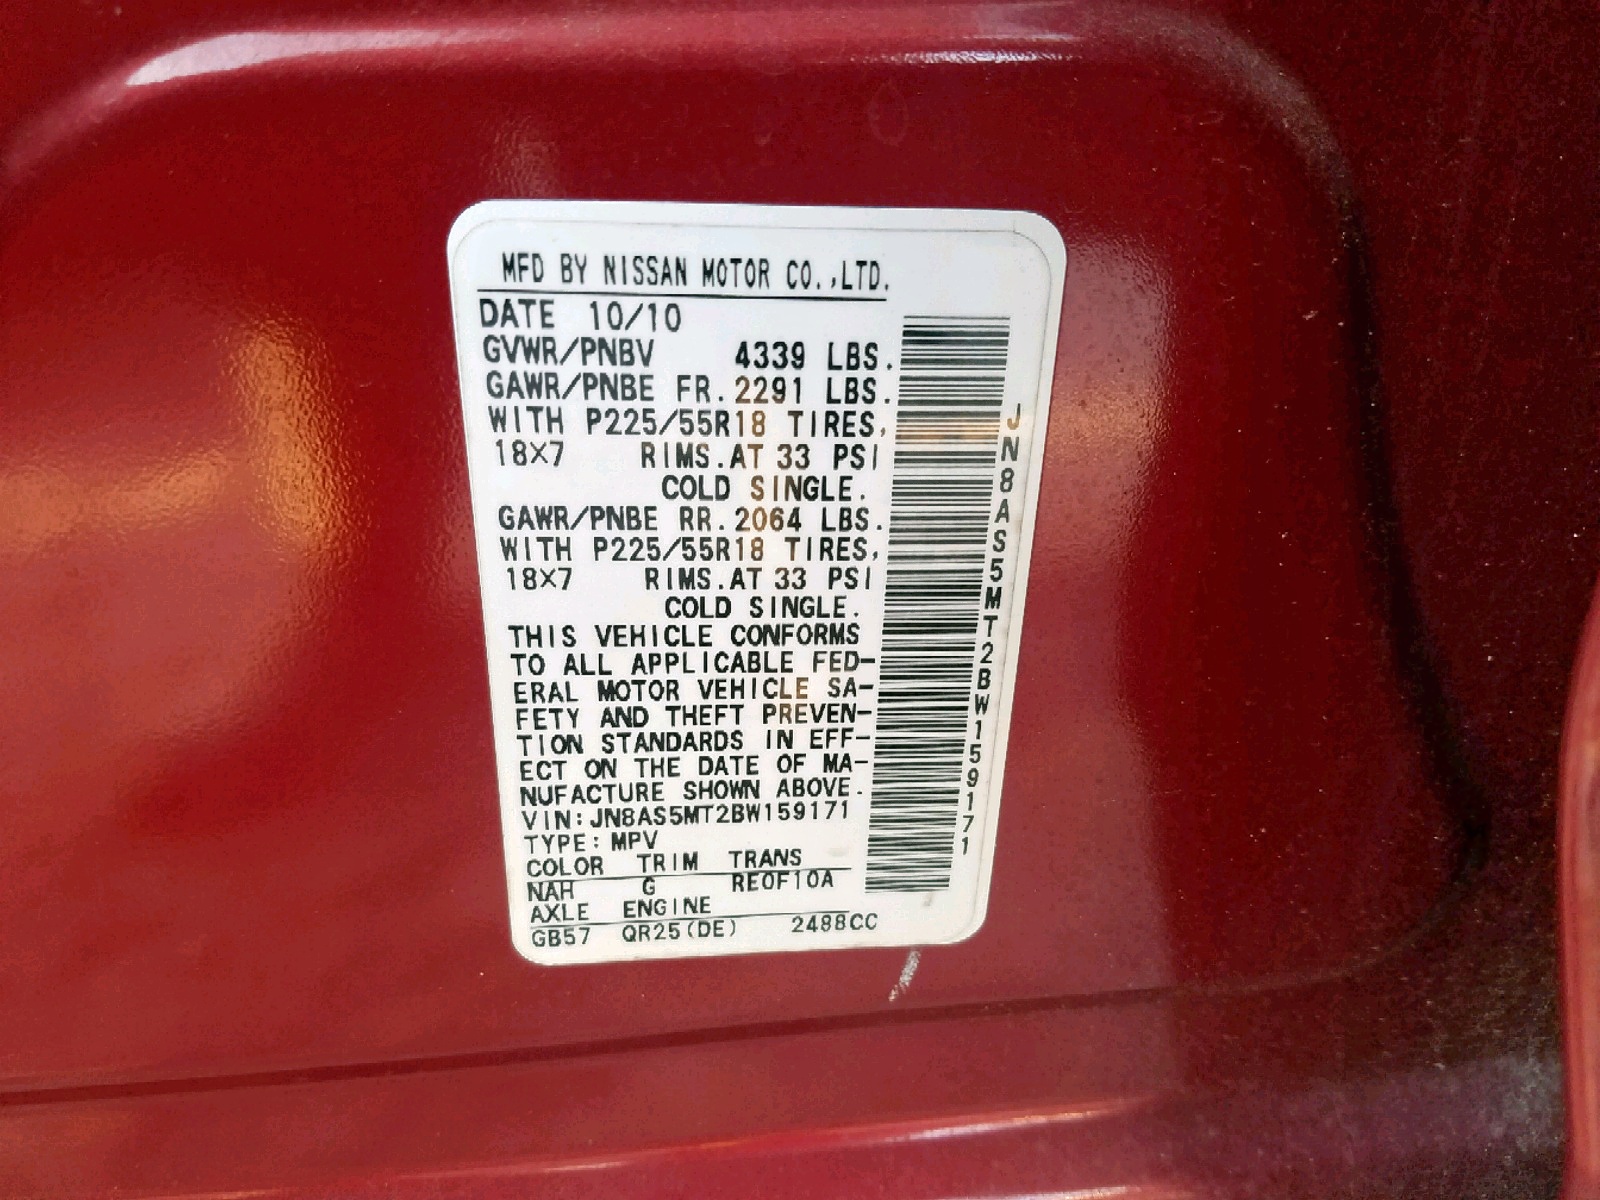 MFD BY NISSAN MOTOR CO.,LTD.
DATE 10/10
GVWR/PNBV 4339 LBS.
GAWR/PNBE FR. 2291 LBS.
WITH P225/55R18 TIRES,
18X7 RIMS.AT 33 PSI
COLD SINGLE.
GAWR/PNBE RR. 2064 LBS.
WITH P225/55R18 TIRES,
18X7 RIMS.AT 33 PSI
COLD SINGLE.
THIS VEHICLE CONFORMS
TO ALL APPLICABLE FED-
ERAL MOTOR VEHICLE SA-
FETY AND THEFT PREVEN-
TION STANDARDS IN EFF-
ECT ON THE DATE OF MA-
NUFACTURE SHOWN ABOVE.
VIN:JN8AS5MT2BW159171
TYPE:MPV
COLOR TRIM TRANS
NAH G RE0F10A
AXLE ENGINE
GB57 QR25(DE) 2488CC
JN8AS5MT2BW159171